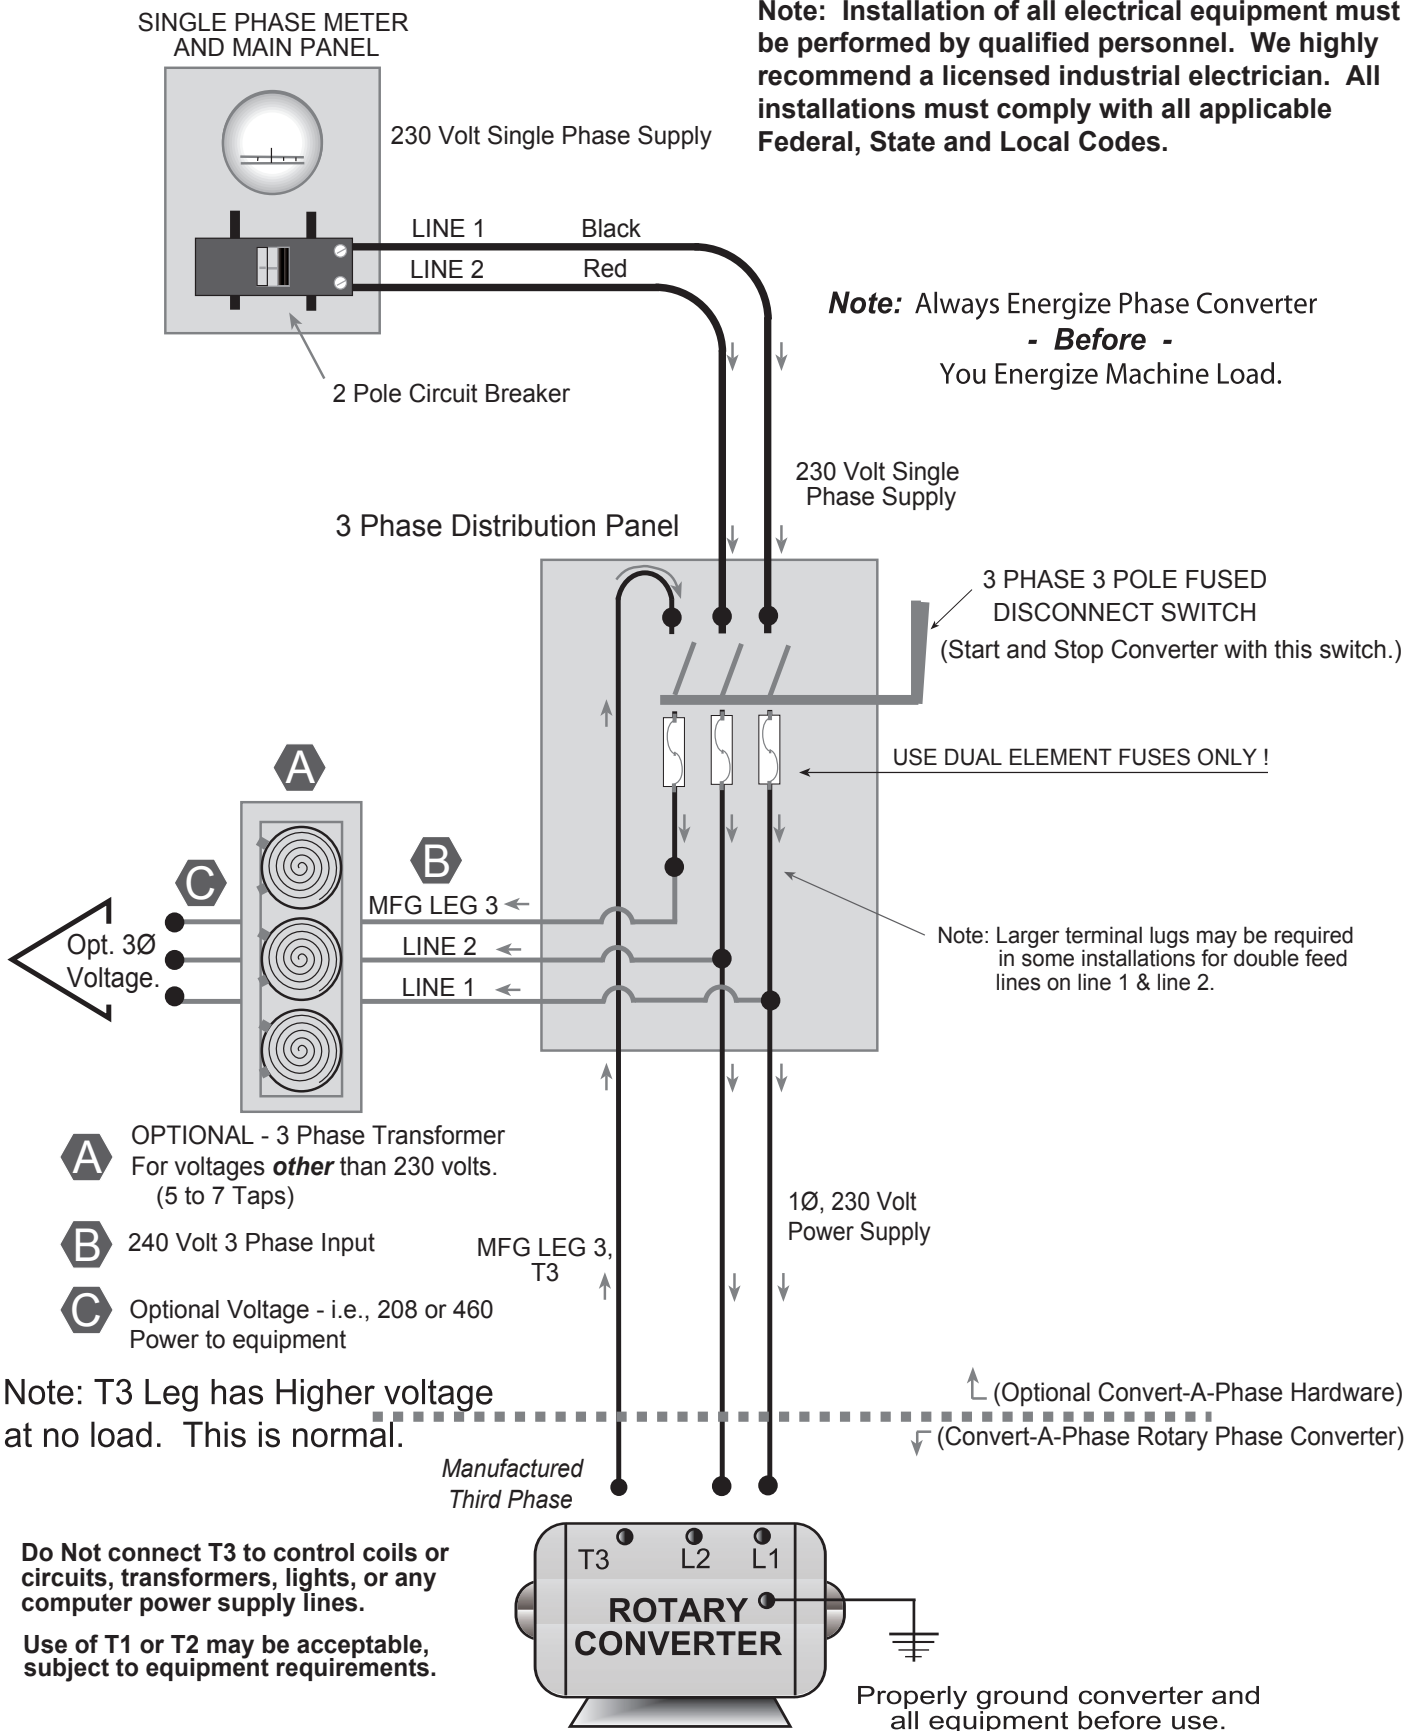 SINGLE PHASE METER
AND MAIN PANEL
Note:  Installation of all electrical equipment must
be performed by qualified personnel.  We highly
recommend a licensed industrial electrician.  All
installations must comply with all applicable
Federal, State and Local Codes.
230 Volt Single Phase Supply
LINE 1
Black
LINE 2
Red
Note:  Always Energize Phase Converter
-  Before  -
You Energize Machine Load.
2 Pole Circuit Breaker
230 Volt Single
Phase Supply
3 Phase Distribution Panel
3 PHASE 3 POLE FUSED
DISCONNECT SWITCH
(Start and Stop Converter with this switch.)
USE DUAL ELEMENT FUSES ONLY !
A
B
C
MFG LEG 3
LINE 2
LINE 1
Opt. 3Ø
Voltage.
Note: Larger terminal lugs may be required
in some installations for double feed
lines on line 1 & line 2.
A
OPTIONAL - 3 Phase Transformer
For voltages other than 230 volts.
(5 to 7 Taps)
B
240 Volt 3 Phase Input
C
Optional Voltage - i.e., 208 or 460
Power to equipment
MFG LEG 3,
T3
1Ø, 230 Volt
Power Supply
Note: T3 Leg has Higher voltage
at no load.  This is normal.
(Optional Convert-A-Phase Hardware)
(Convert-A-Phase Rotary Phase Converter)
Manufactured
Third Phase
Do Not connect T3 to control coils or
circuits, transformers, lights, or any
computer power supply lines.
Use of T1 or T2 may be acceptable,
subject to equipment requirements.
T3
L2
L1
ROTARY
CONVERTER
Properly ground converter and
all equipment before use.